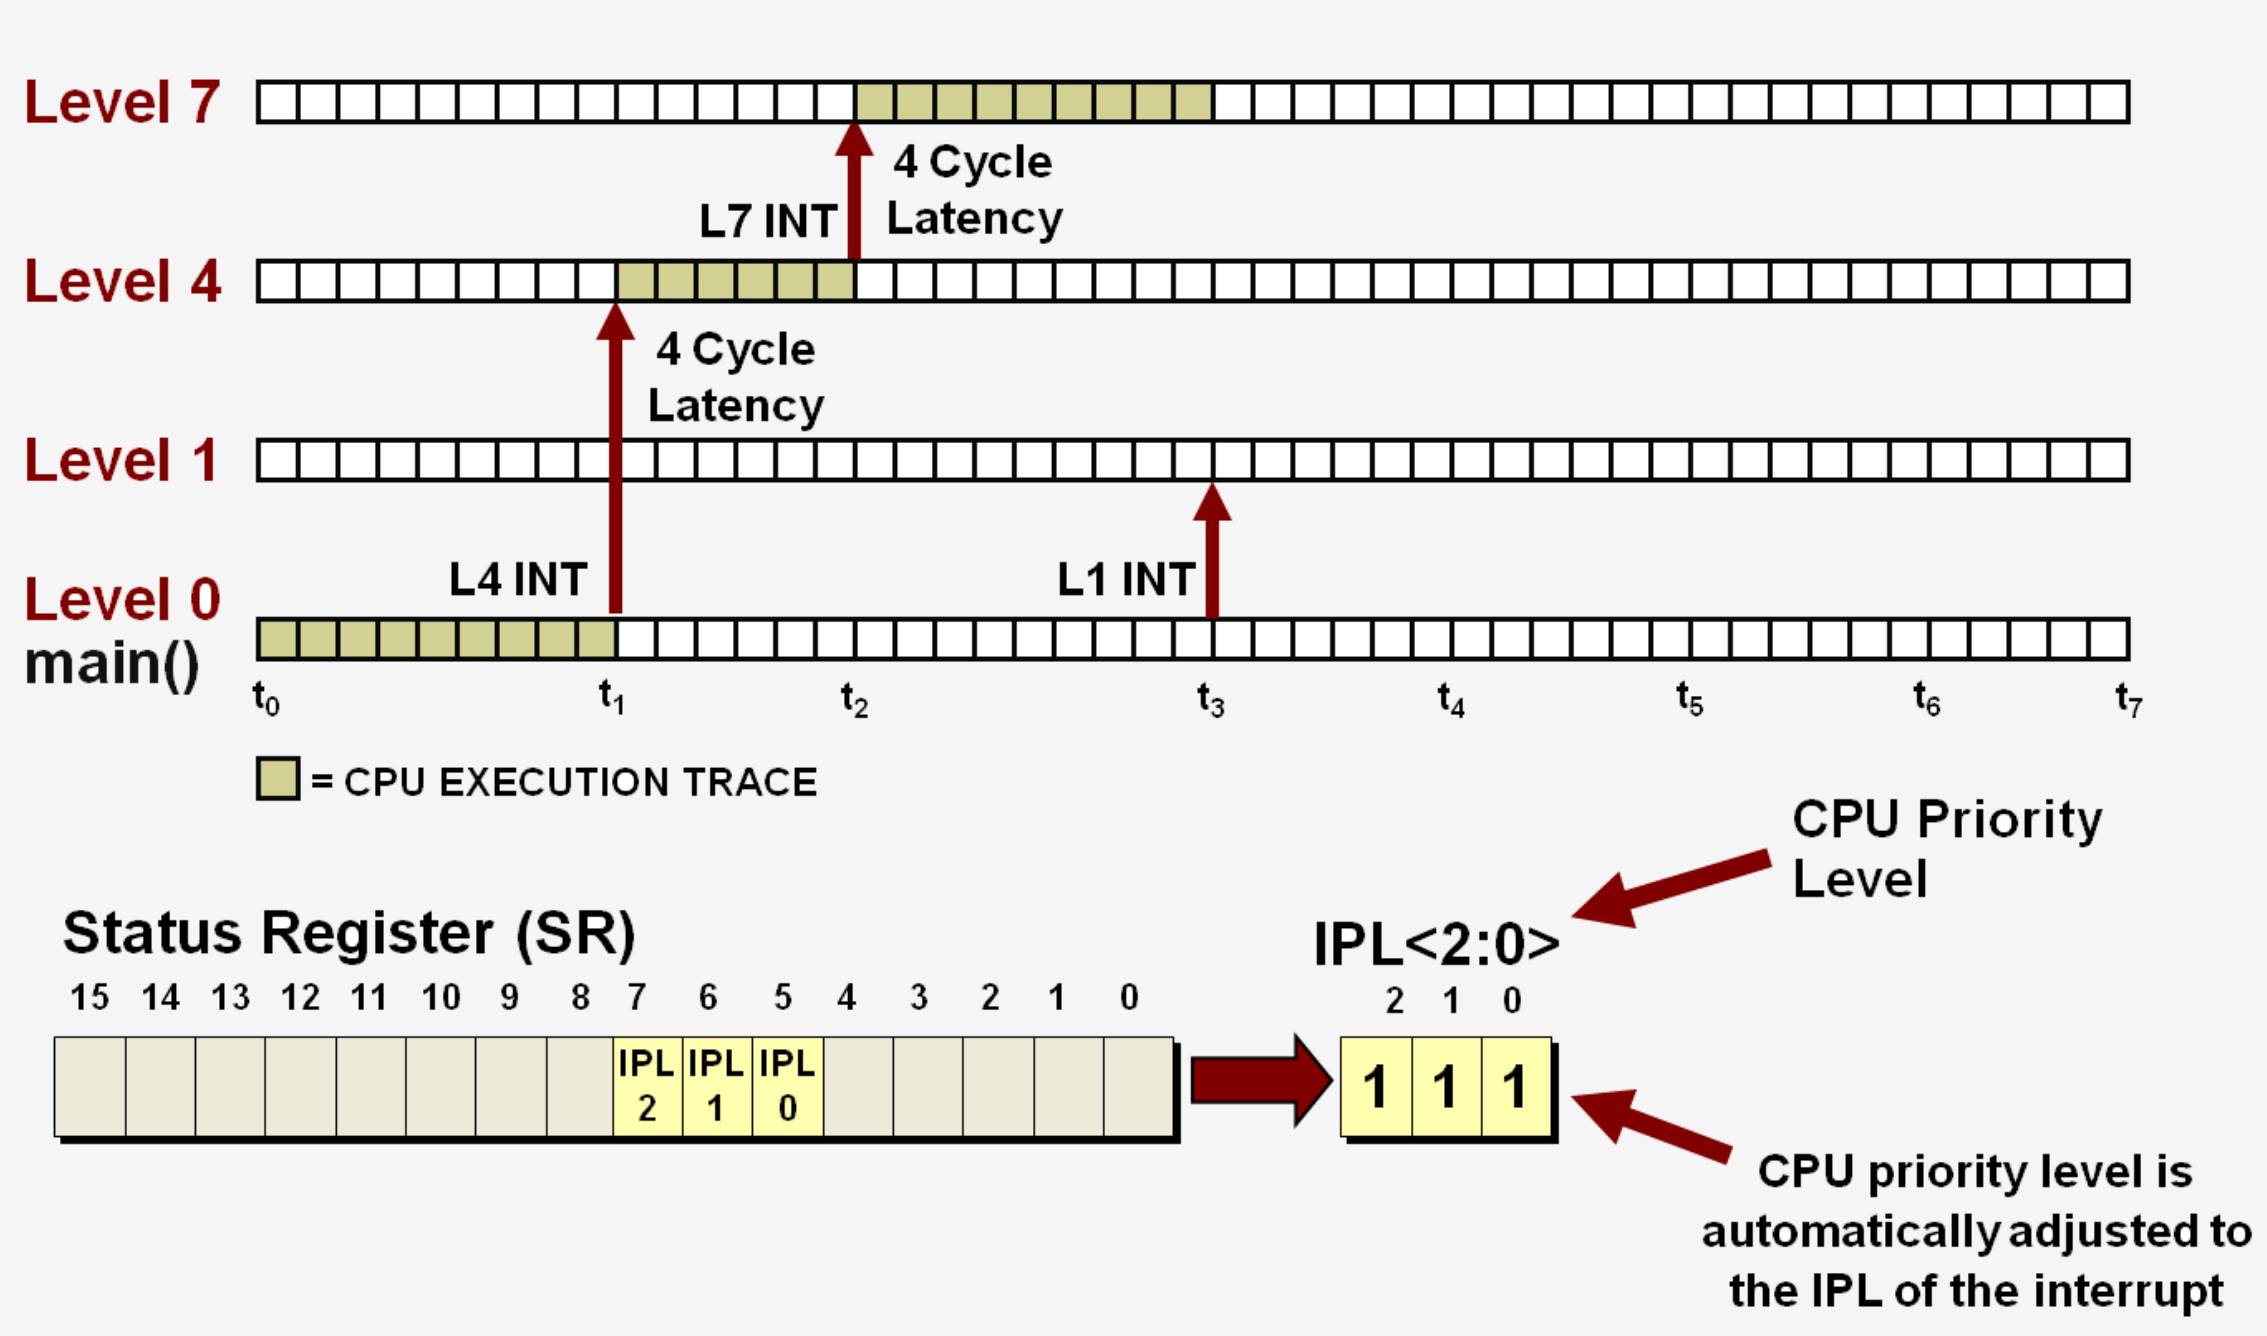 Level 7
4 Cycle
Latency
L7 INT
Level 4
4 Cycle
Latency
Level 1
L4 INT
L1 INT
Level 0
main()
t0 t1 t2 t3 t4 t5 t6 t7
= CPU EXECUTION TRACE
CPU Priority
Level
Status Register (SR)
IPL<2:0>
15 14 13 12 11 10 9 8 7 6 5 4 3 2 1 0
2 1 0
IPL IPL IPL
2 1 0
1 1 1
CPU priority level is
automatically adjusted to
the IPL of the interrupt